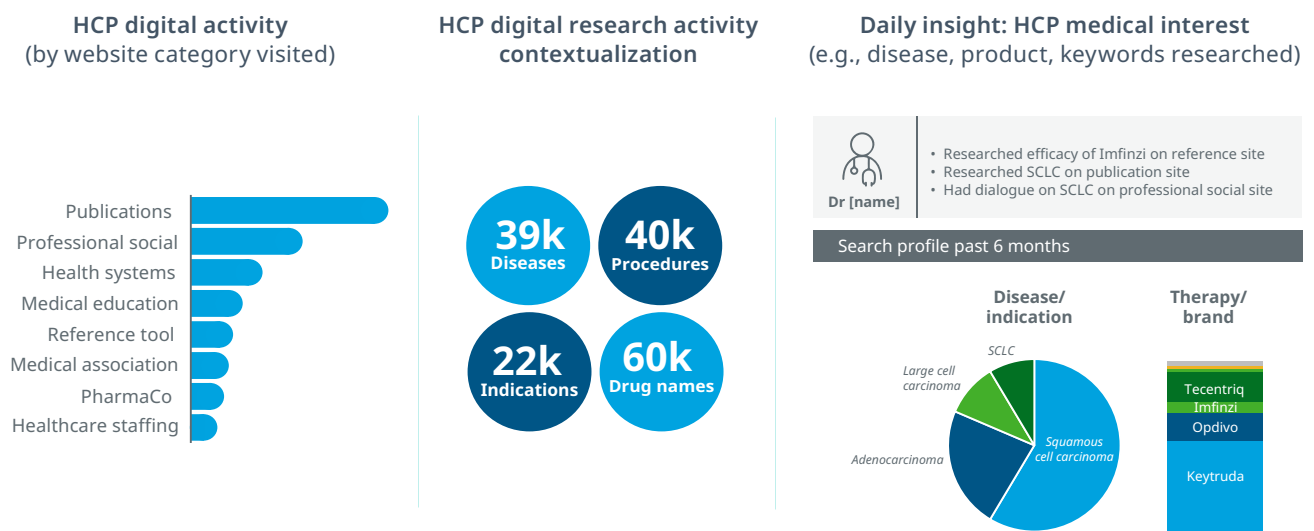 HCP digital activity
(by website category visited)
Publications
Professional social
Health systems
Medical education
Reference tool
Medical association
PharmaCo
Healthcare staffing
HCP digital research activity
contextualization
39k
Diseases
40k
Procedures
22k
Indications
60k
Drug names
Daily insight: HCP medical interest
(e.g., disease, product, keywords researched)
Dr [name]
• Researched efficacy of Imfinzi on reference site
• Researched SCLC on publication site
• Had dialogue on SCLC on professional social site
Search profile past 6 months
Disease/
indication
SCLC
Large cell
carcinoma
Adenocarcinoma
Squamous
cell carcinoma
Therapy/
brand
Tecentriq
Imfinzi
Opdivo
Keytruda